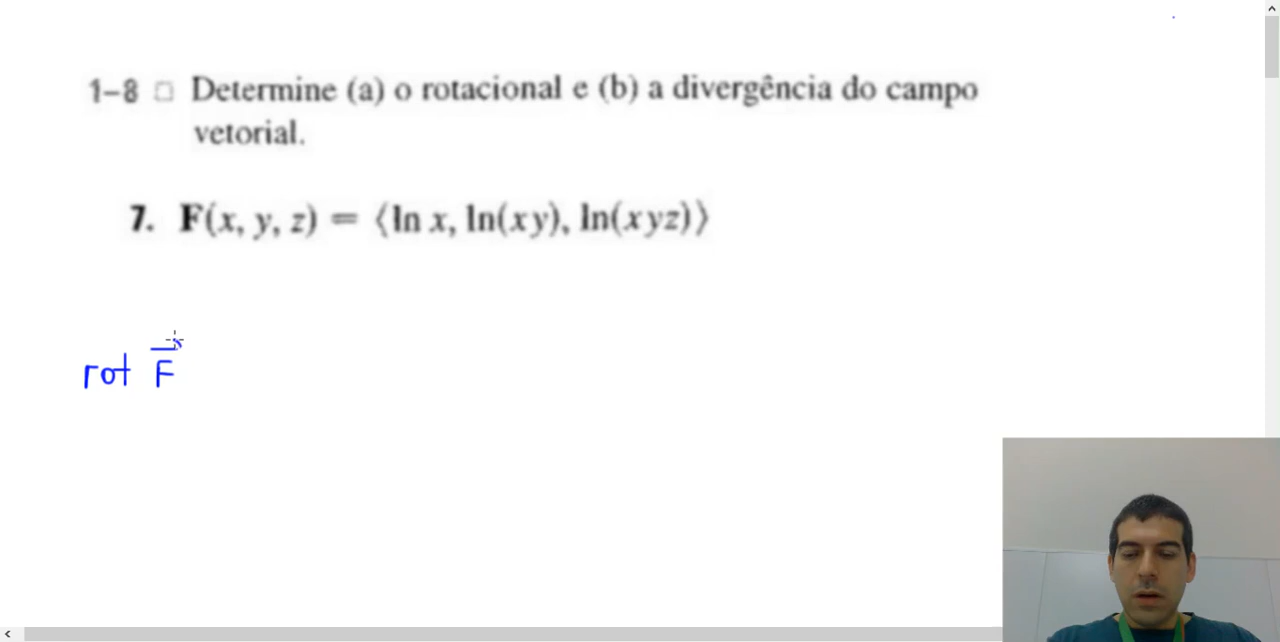 1–8 □ Determine (a) o rotacional e (b) a divergência do campo
vetorial.
7. F(x, y, z) = ⟨ln x, ln(xy), ln(xyz)⟩
rot F⃗